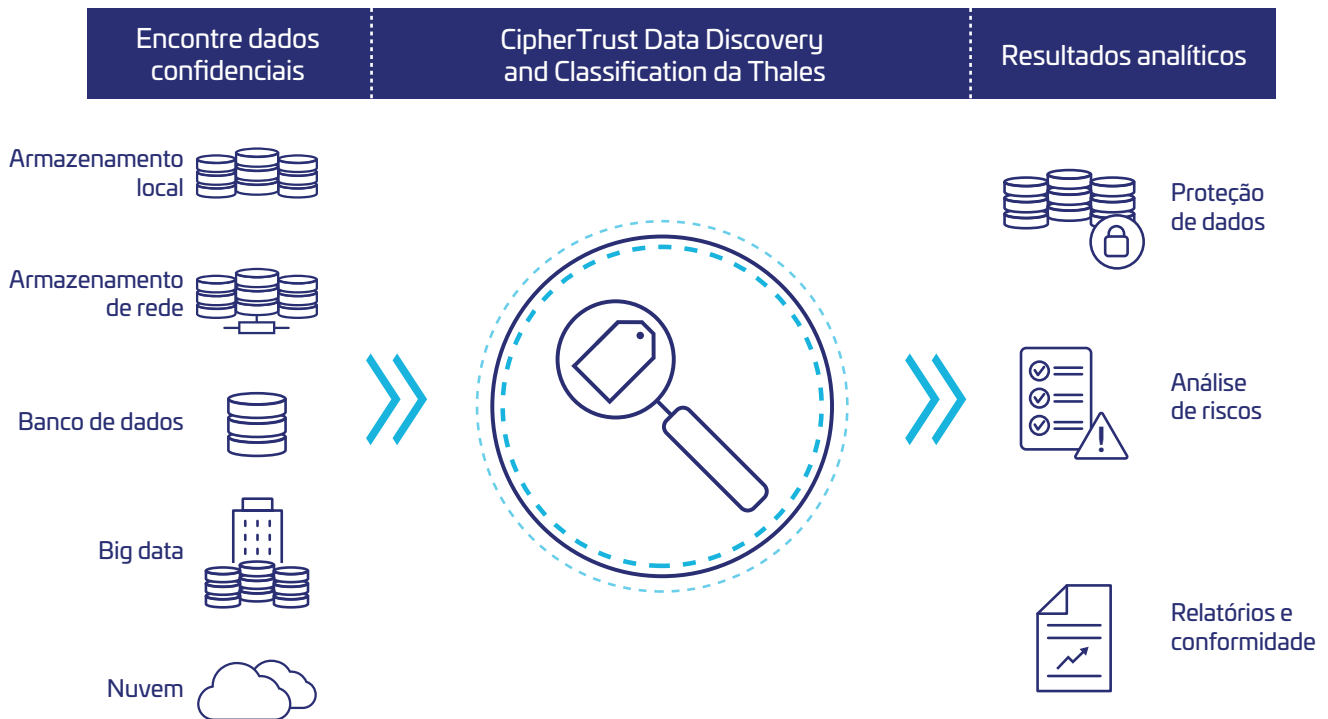 Encontre dados
confidenciais
CipherTrust Data Discovery
and Classification da Thales
Resultados analíticos
Armazenamento
local
Armazenamento
de rede
Banco de dados
Big data
Nuvem
Proteção
de dados
Análise
de riscos
Relatórios e
conformidade